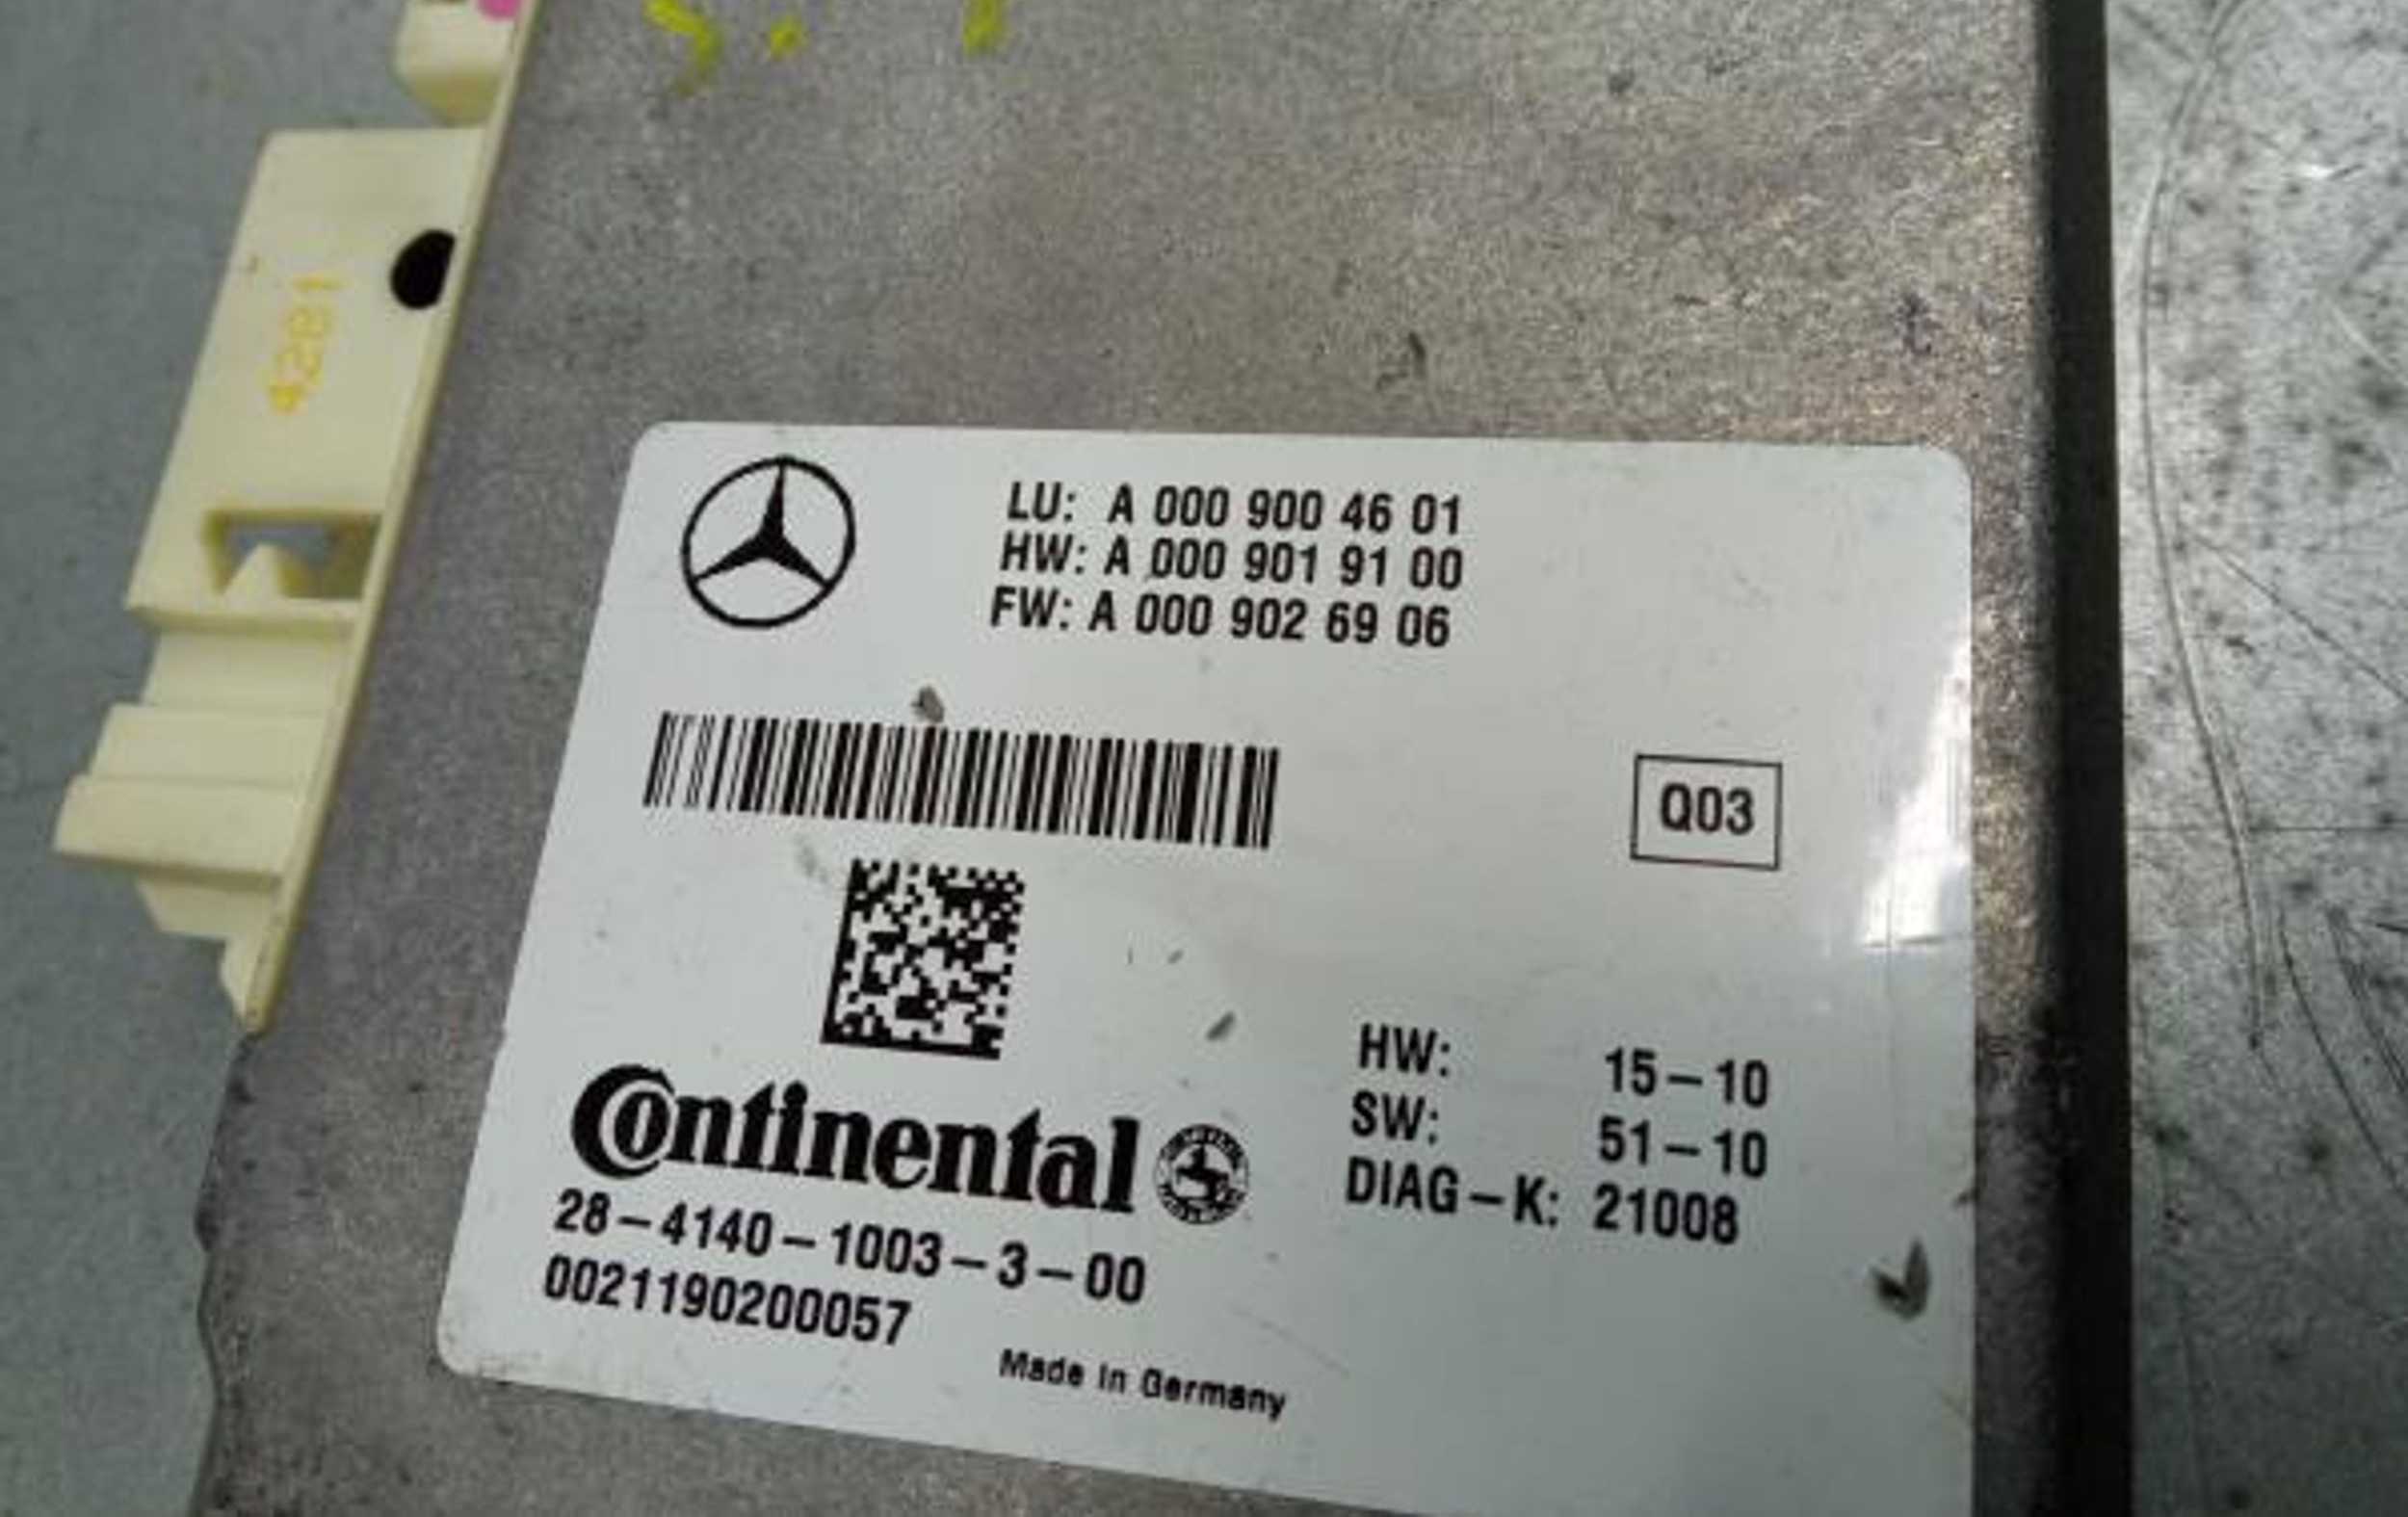 4281
LU: A 000 900 46 01
HW: A 000 901 91 00
FW: A 000 902 69 06
Q03
Continental
28-4140-1003-3-00
0021190200057
HW: 15-10
SW: 51-10
DIAG-K: 21008
Made in Germany